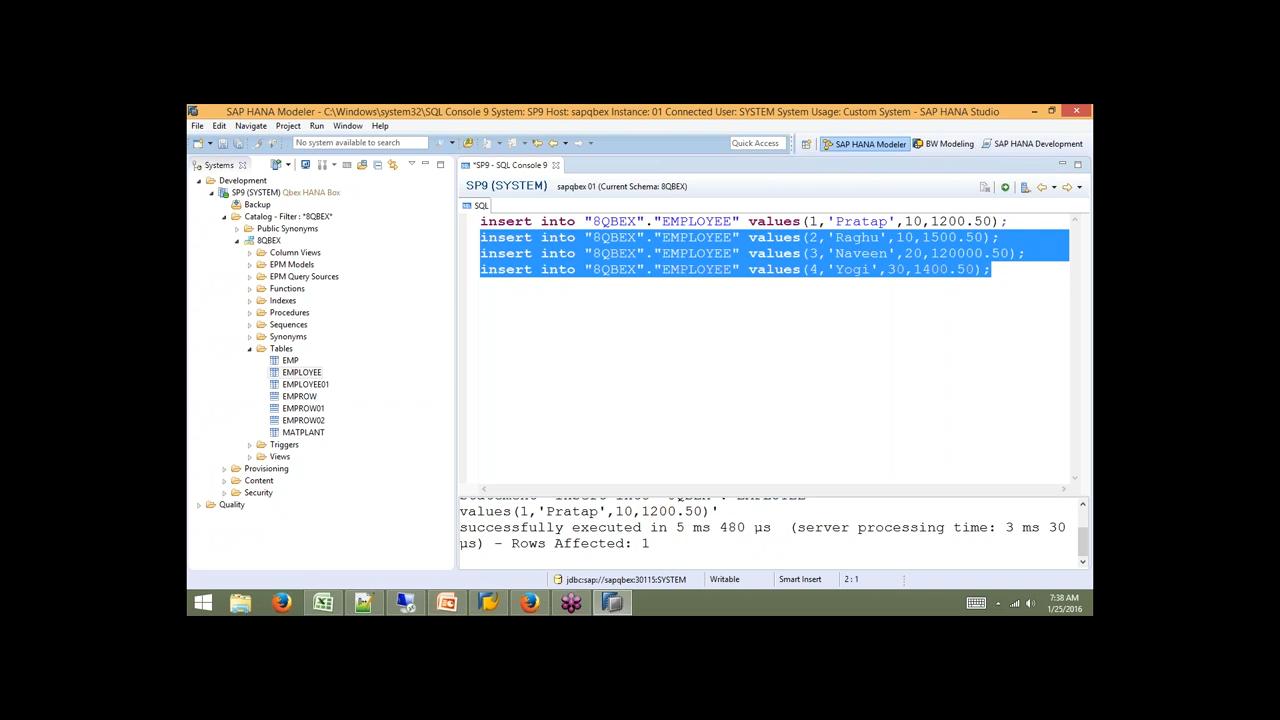 SAP HANA Modeler - C:\Windows\system32\SQL Console 9 System: SP9 Host: sapqbex Instance: 01 Connected User: SYSTEM System Usage: Custom System - SAP HANA Studio
File Edit Navigate Project Run Window Help
No system available to search
Quick Access
SAP HANA Modeler
BW Modeling
SAP HANA Development
Systems
*SP9 - SQL Console 9
Development
SP9 (SYSTEM) Qbex HANA Box
Backup
Catalog - Filter : *8QBEX*
Public Synonyms
8QBEX
Column Views
EPM Models
EPM Query Sources
Functions
Indexes
Procedures
Sequences
Synonyms
Tables
EMP
EMPLOYEE
EMPLOYEE01
EMPROW
EMPROW01
EMPROW02
MATPLANT
Triggers
Views
Provisioning
Content
Security
Quality
SP9 (SYSTEM) sapqbex 01 (Current Schema: 8QBEX)
SQL
insert into "8QBEX"."EMPLOYEE" values(1,'Pratap',10,1200.50);
insert into "8QBEX"."EMPLOYEE" values(2,'Raghu',10,1500.50);
insert into "8QBEX"."EMPLOYEE" values(3,'Naveen',20,120000.50);
insert into "8QBEX"."EMPLOYEE" values(4,'Yogi',30,1400.50);
values(1,'Pratap',10,1200.50)'
successfully executed in 5 ms 480 µs (server processing time: 3 ms 30
µs) - Rows Affected: 1
jdbc:sap://sapqbex:30115:SYSTEM
Writable
Smart Insert
2 : 1
7:38 AM
1/25/2016